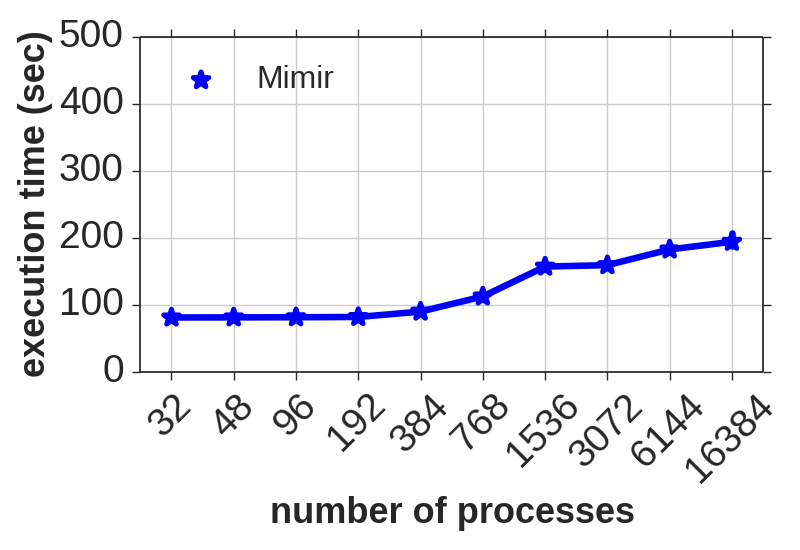 500
400
300
200
100
0
execution time (sec)
Mimir
32 48 96 192 384 768 1536 3072 6144 16384
number of processes